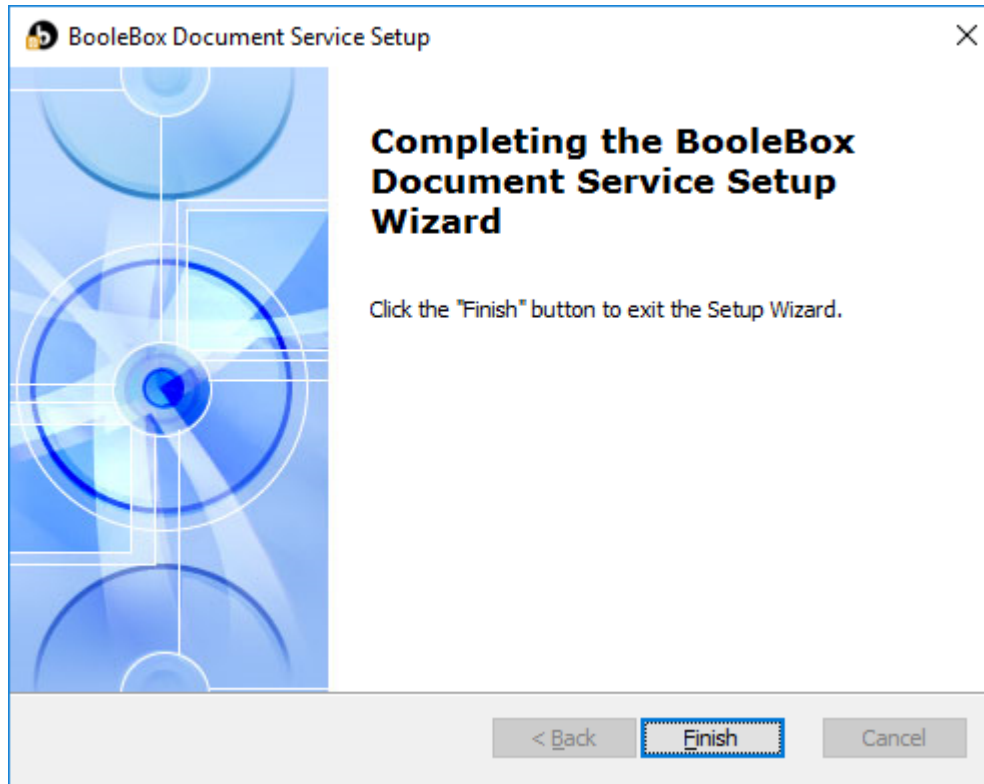 BooleBox Document Service Setup
Completing the BooleBox
Document Service Setup
Wizard
Click the "Finish" button to exit the Setup Wizard.
< Back
Finish
Cancel